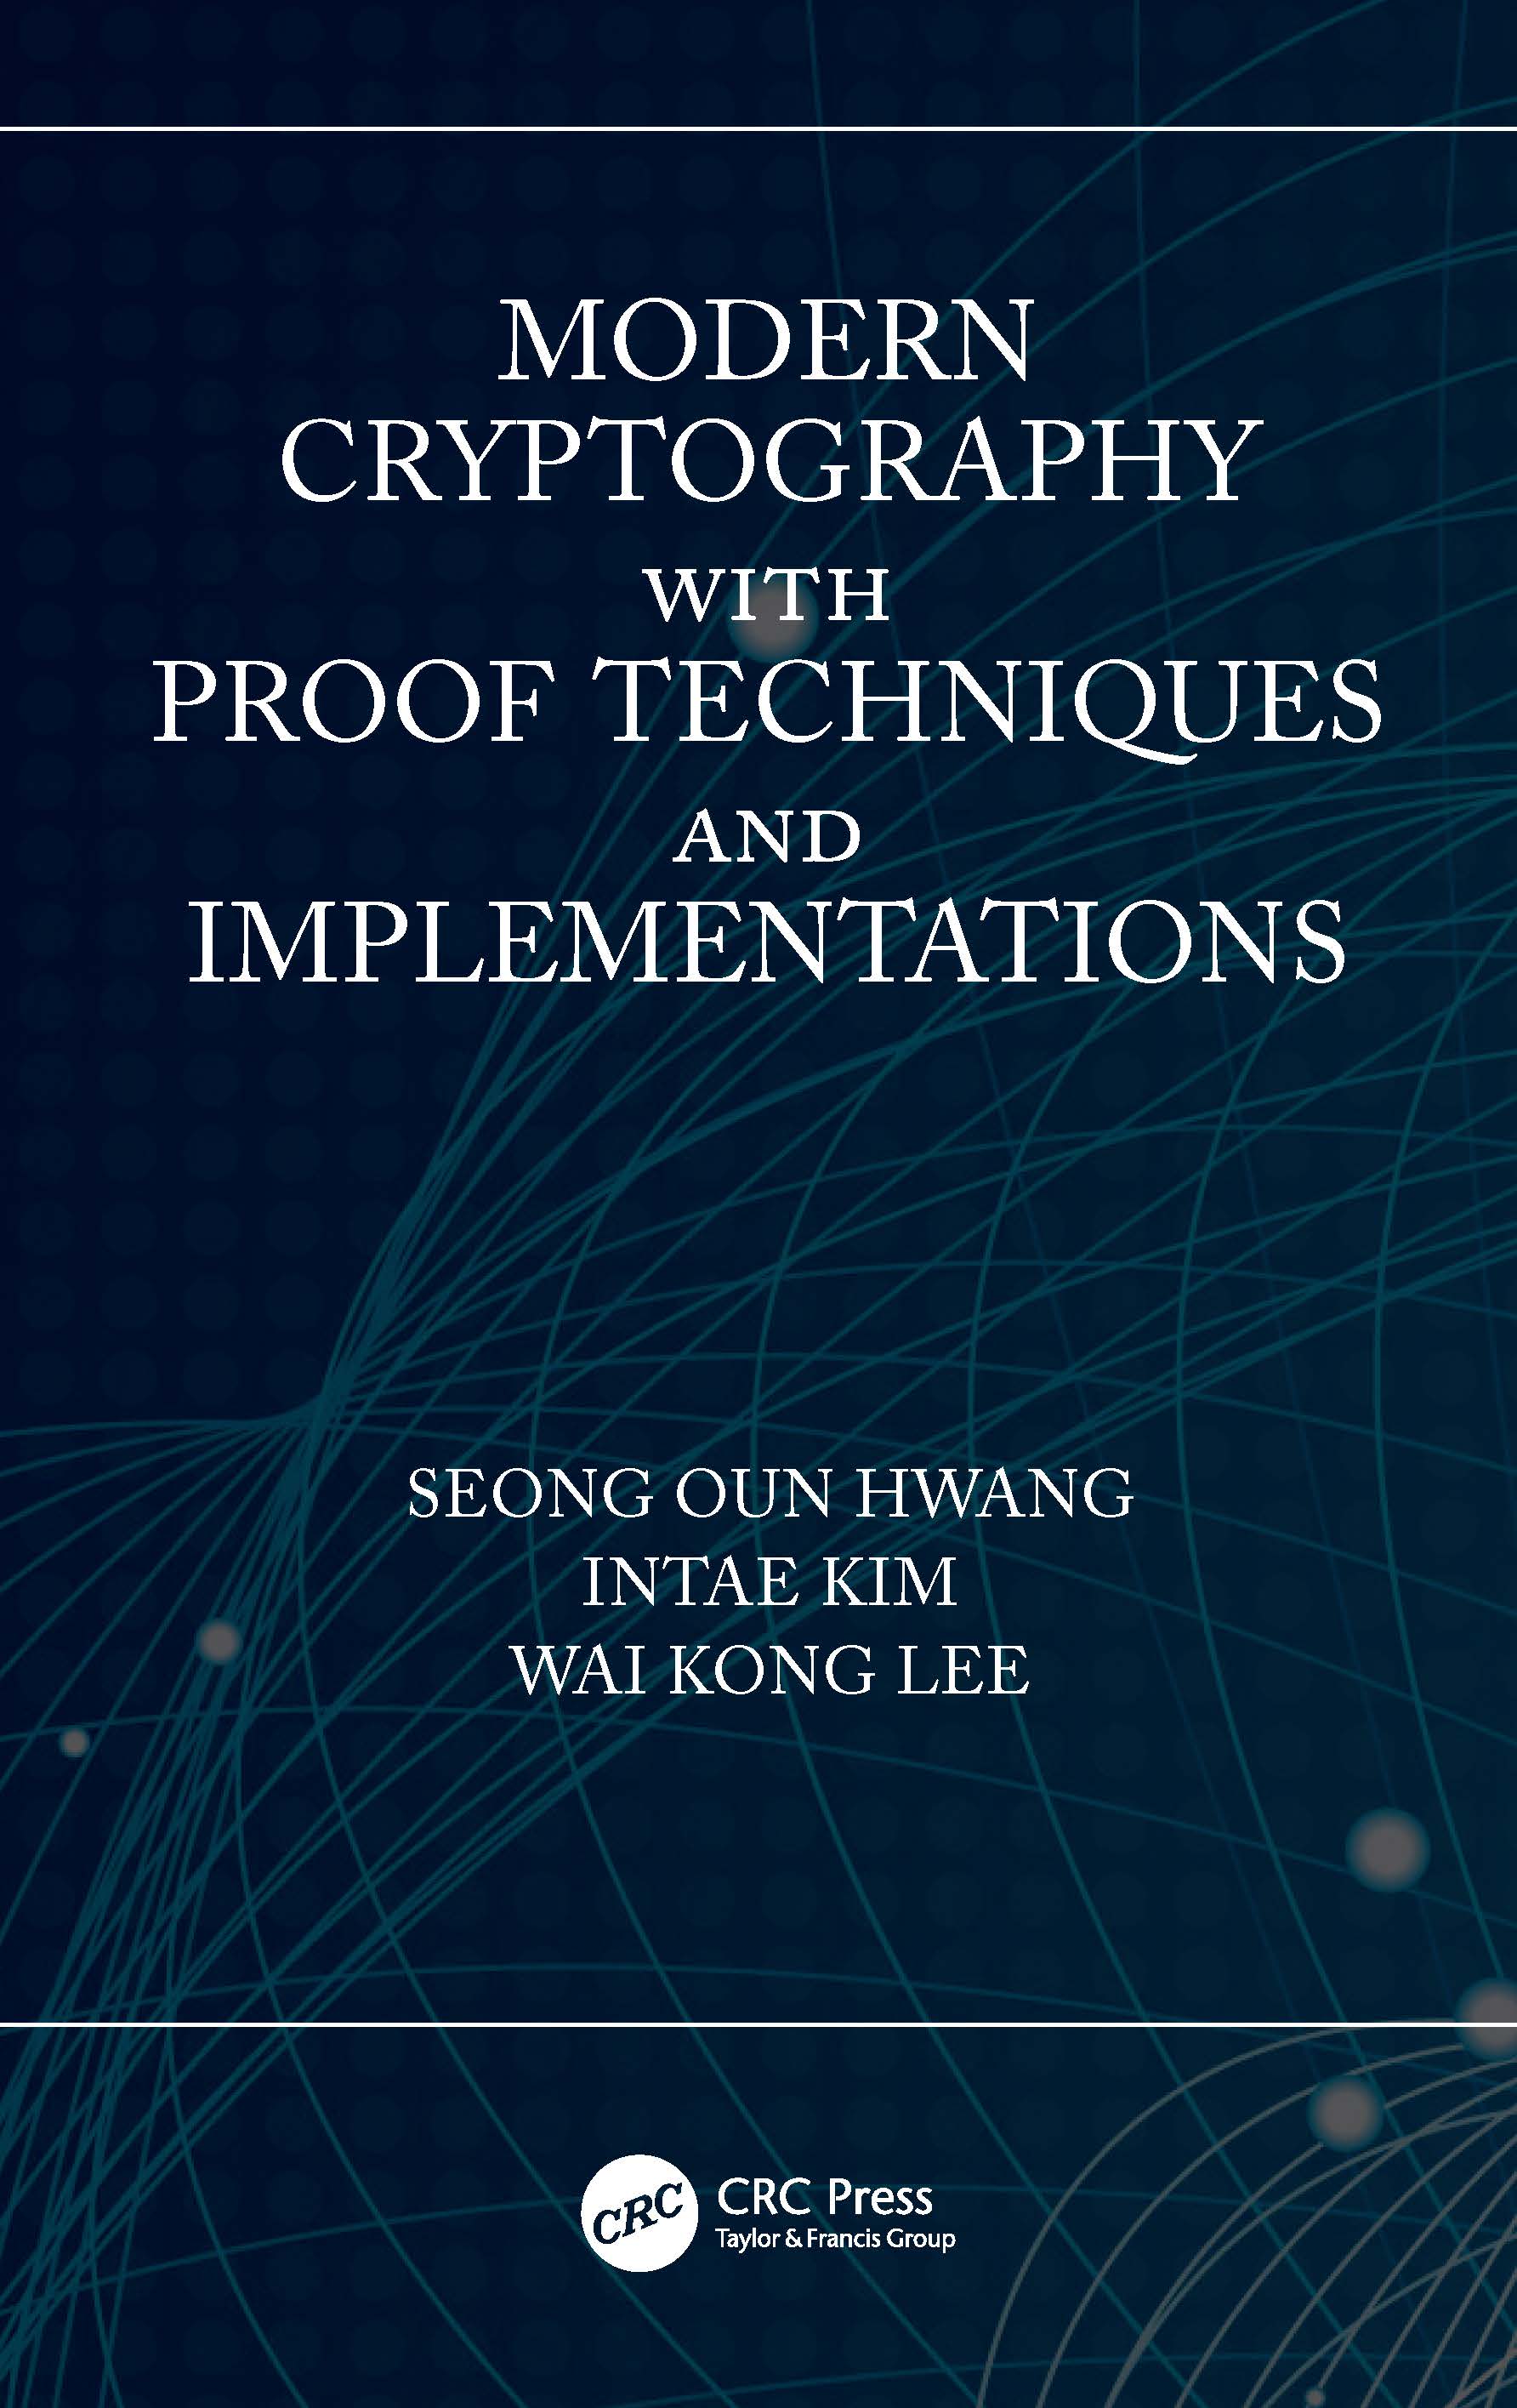 MODERN
CRYPTOGRAPHY
WITH
PROOF TECHNIQUES
AND
IMPLEMENTATIONS
SEONG OUN HWANG
INTAE KIM
WAI KONG LEE
CRC
CRC Press
Taylor & Francis Group